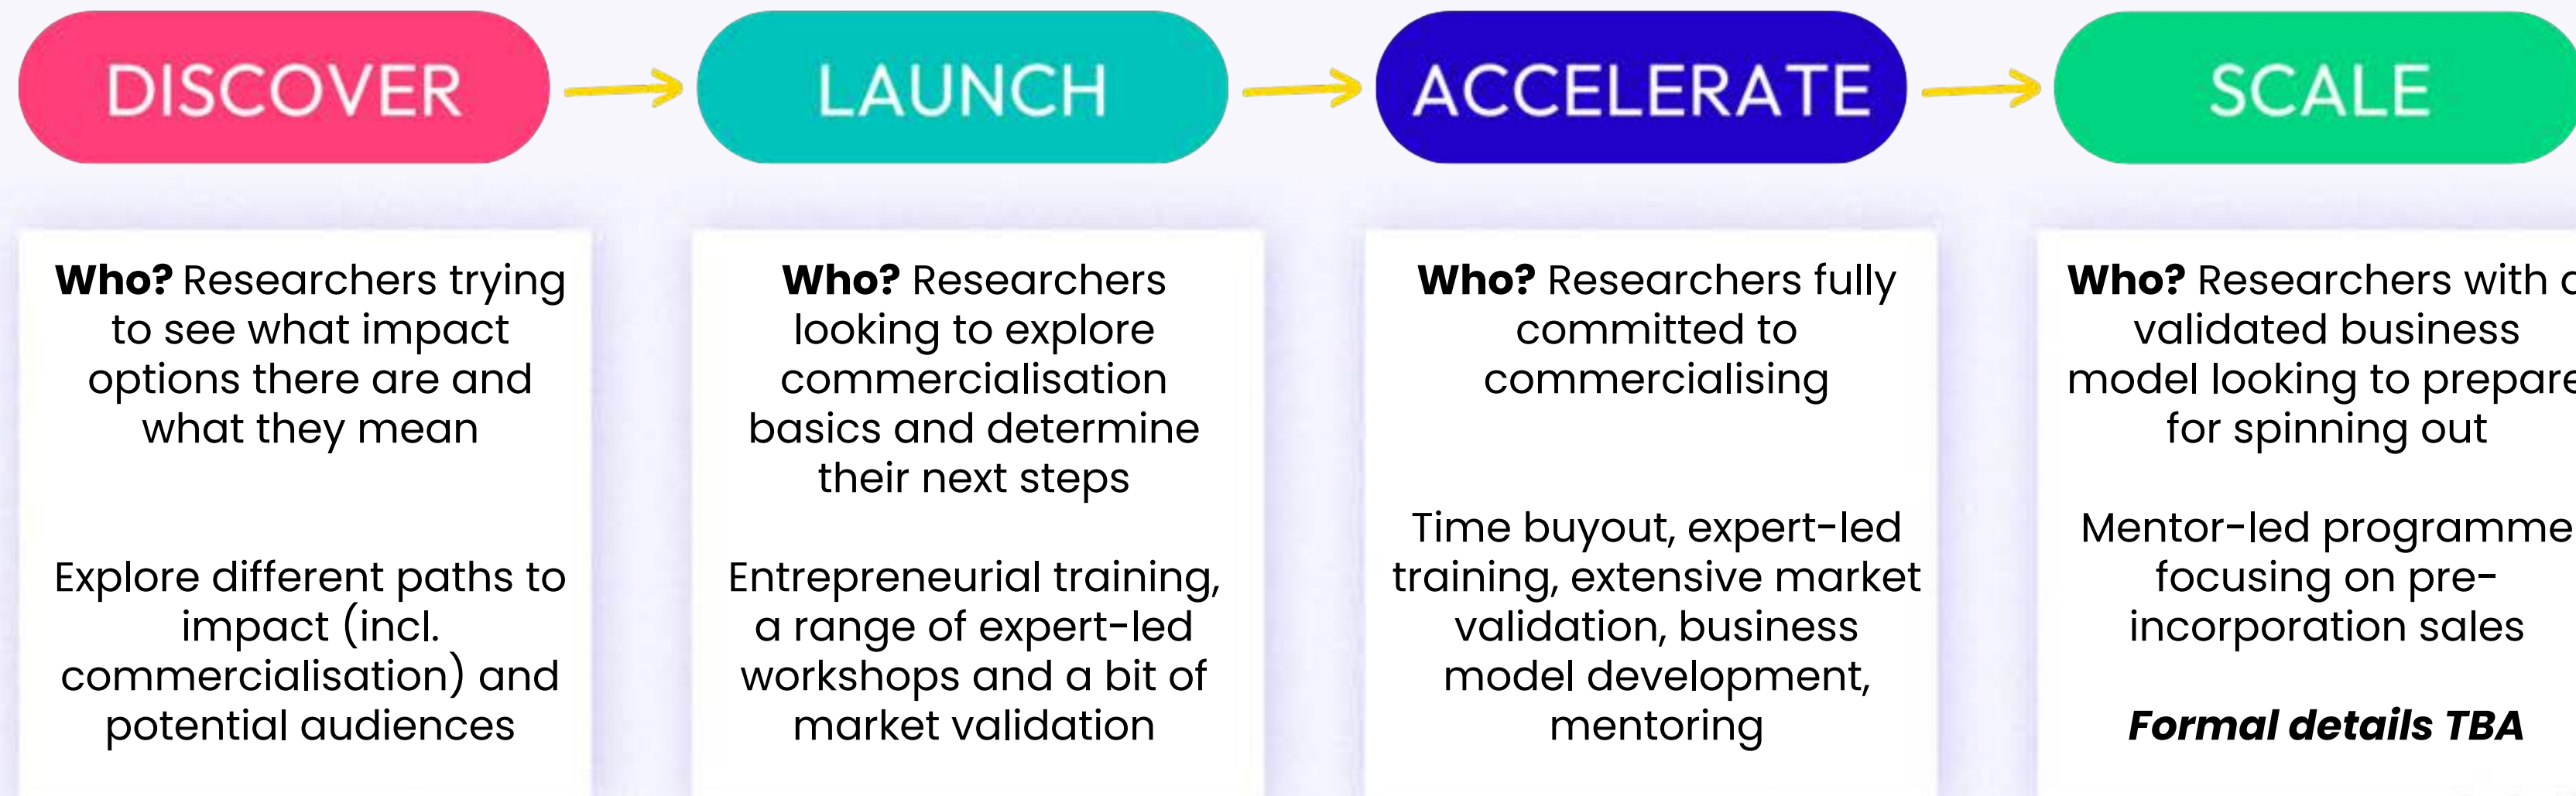 DISCOVER
LAUNCH
ACCELERATE
SCALE
Who? Researchers trying
to see what impact
options there are and
what they mean
Explore different paths to
impact (incl.
commercialisation) and
potential audiences
Who? Researchers
looking to explore
commercialisation
basics and determine
their next steps
Entrepreneurial training,
a range of expert-led
workshops and a bit of
market validation
Who? Researchers fully
committed to
commercialising
Time buyout, expert-led
training, extensive market
validation, business
model development,
mentoring
Who? Researchers with
validated business
model looking to prepare
for spinning out
Mentor-led programme
focusing on pre-
incorporation sales
Formal details TBA